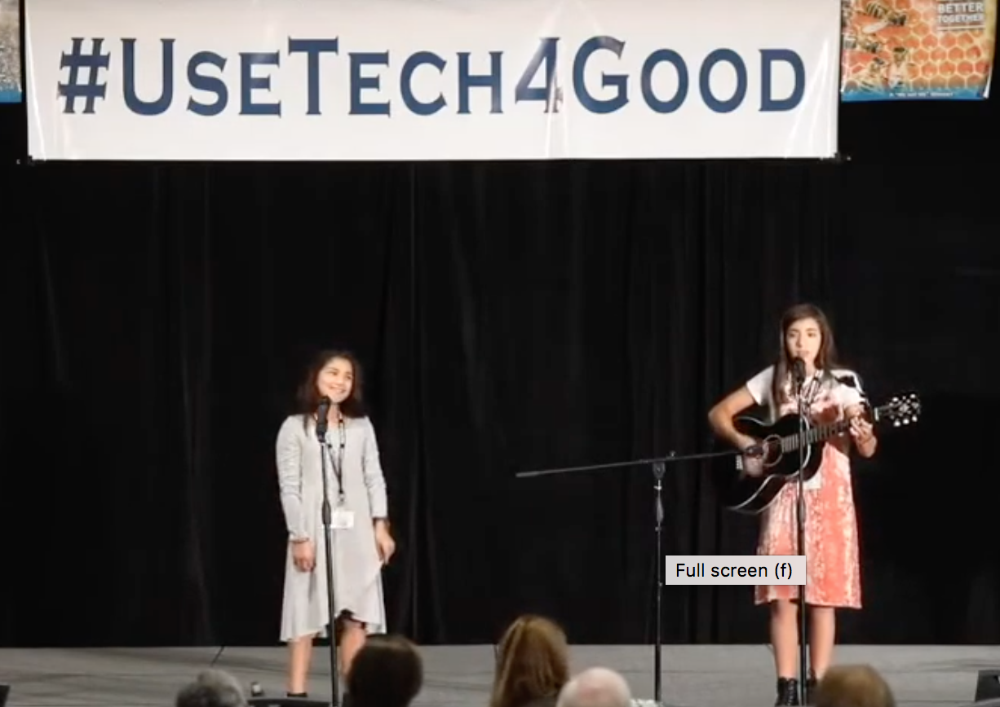 #USETECH4GOOD
BETTER
TOGETHER
Full screen (f)